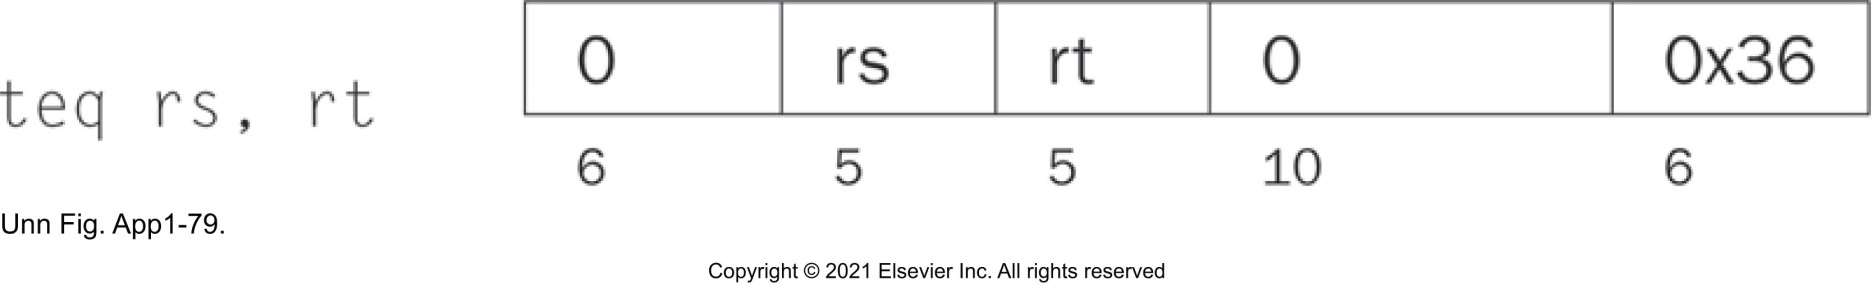 0 rs rt 0 0x36
teq rs, rt
6 5 5 10 6
Unn Fig. App1-79.
Copyright © 2021 Elsevier Inc. All rights reserved